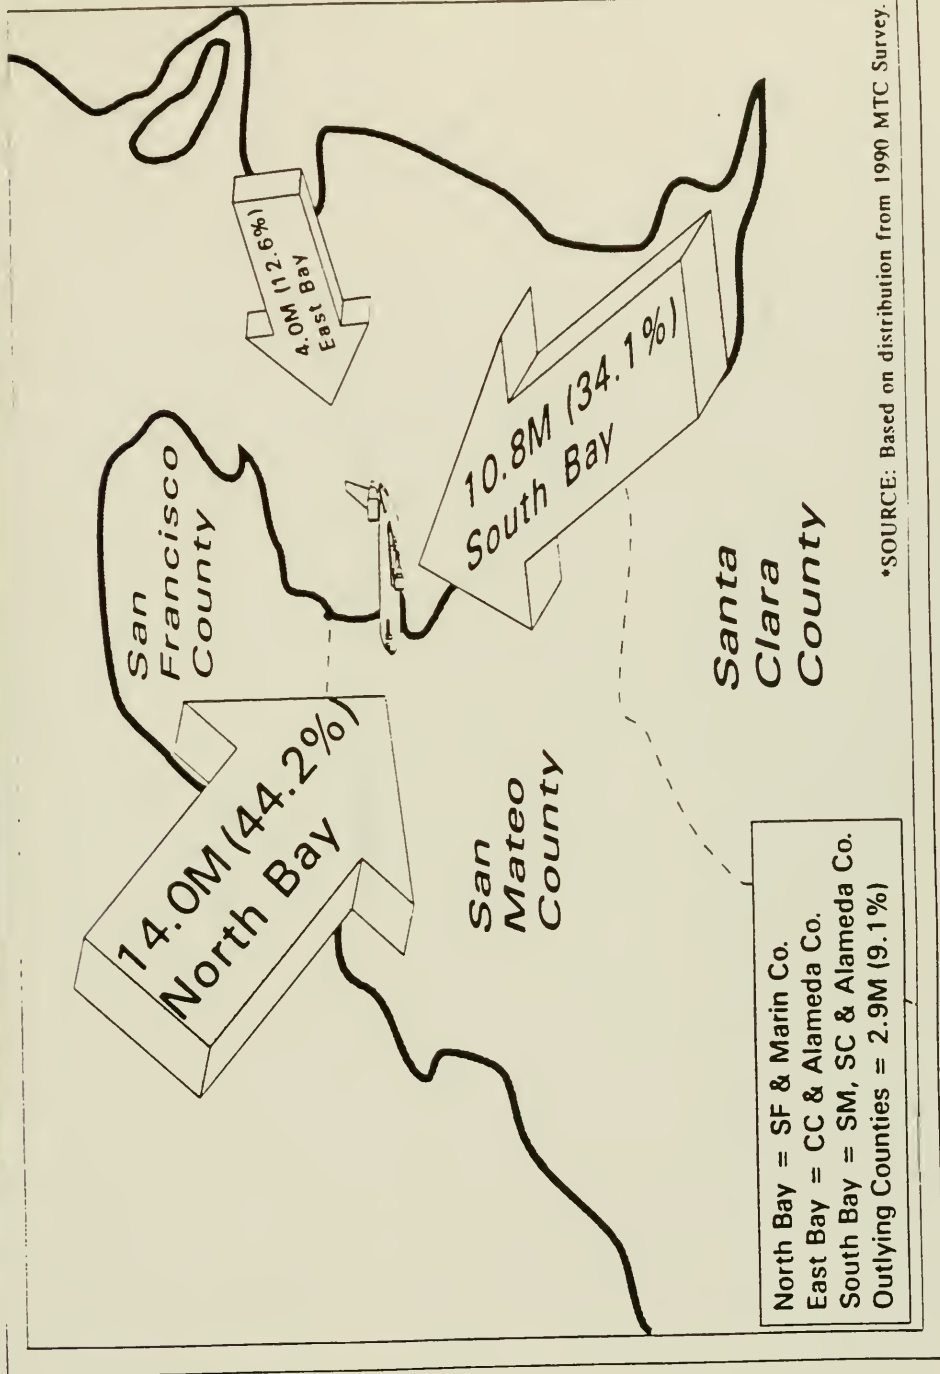 San
Francisco
County
14.0M (44.2%)
North Bay
4.0M (12.6%)
East Bay
10.8M (34.1%)
South Bay
San
Mateo
County
Santa
Clara
County
North Bay = SF & Marin Co.
East Bay = CC & Alameda Co.
South Bay = SM, SC & Alameda Co.
Outlying Counties = 2.9M (9.1%)
*SOURCE: Based on distribution from 1990 MTC Survey.